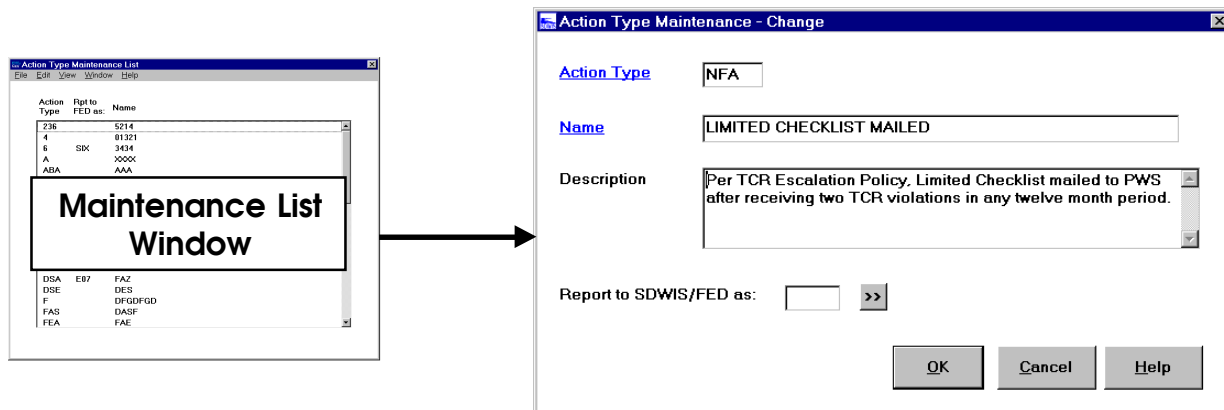 Action Type Maintenance List
File Edit View Window Help
Action Type Rpt to FED as: Name
236 5214
4 01321
6 SIX 3434
A XXXX
ABA AAA
Maintenance List
Window
DSA E07 FAZ
DSE DES
F DFGDFGD
FAS DASF
FEA FAE
Action Type Maintenance - Change
Action Type NFA
Name LIMITED CHECKLIST MAILED
Description Per TCR Escalation Policy, Limited Checklist mailed to PWS
after receiving two TCR violations in any twelve month period.
Report to SDWIS/FED as: >>
OK Cancel Help